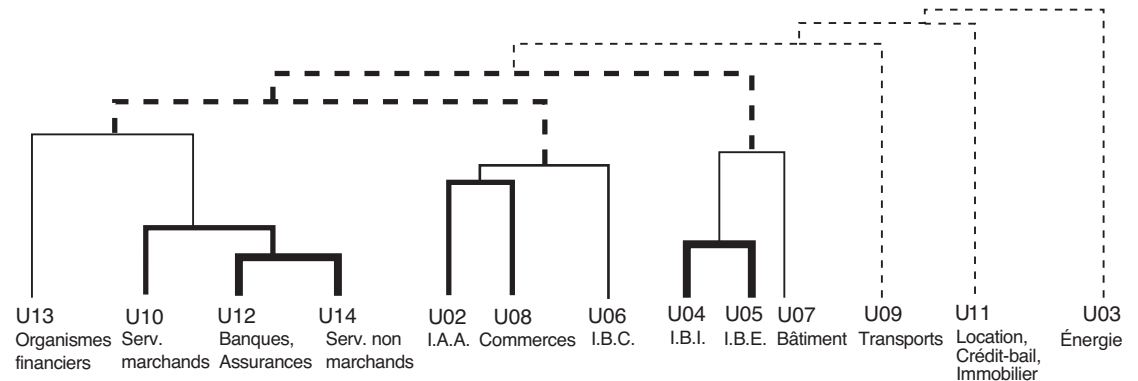 U13 U10 U12 U14 U02 U08 U06 U04 U05 U07 U09 U11 U03
Organismes Serv. Banques, Serv. non I.A.A. Commerces I.B.C. I.B.I. I.B.E. Bâtiment Transports Location, Énergie
financiers marchands Assurances marchands Crédit-bail,
Immobilier